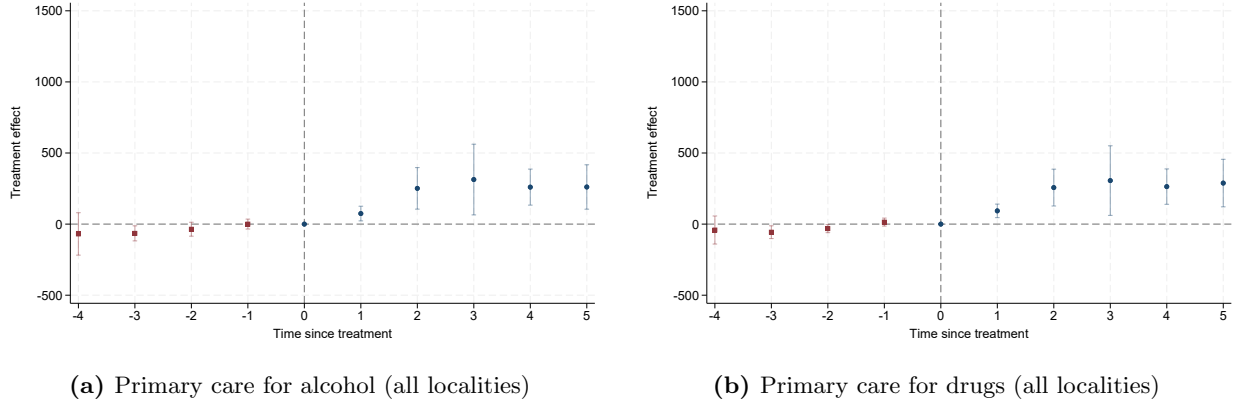 1500
1000
500
0
-500
Treatment effect
-4 -3 -2 -1 0 1 2 3 4 5
Time since treatment
(a) Primary care for alcohol (all localities)
1500
1000
500
0
-500
Treatment effect
-4 -3 -2 -1 0 1 2 3 4 5
Time since treatment
(b) Primary care for drugs (all localities)